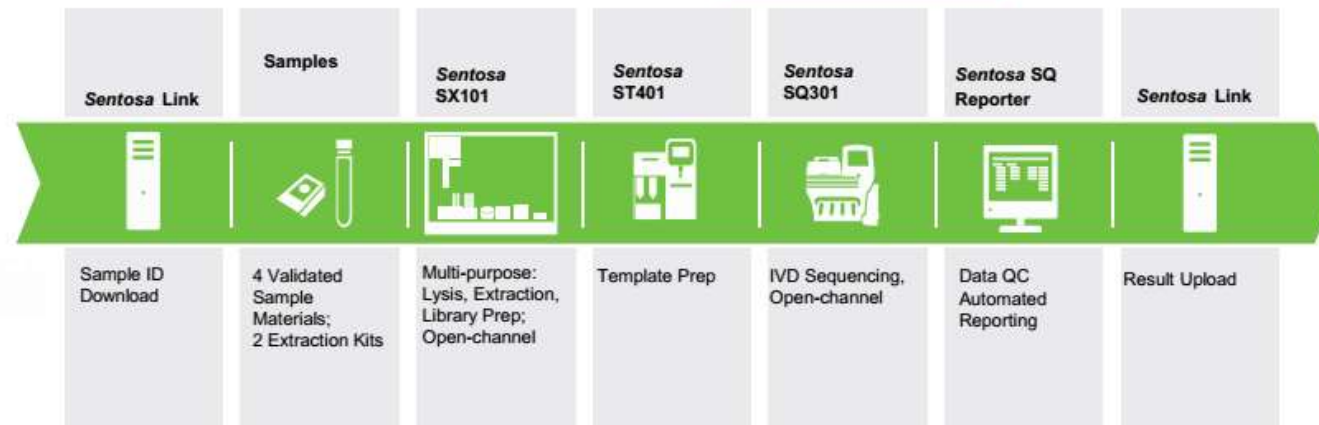 Sentosa Link
Samples
Sentosa
SX101
Sentosa
ST401
Sentosa
SQ301
Sentosa SQ
Reporter
Sentosa Link
Sample ID
Download
4 Validated
Sample
Materials;
2 Extraction Kits
Multi-purpose:
Lysis, Extraction,
Library Prep;
Open-channel
Template Prep
IVD Sequencing,
Open-channel
Data QC
Automated
Reporting
Result Upload